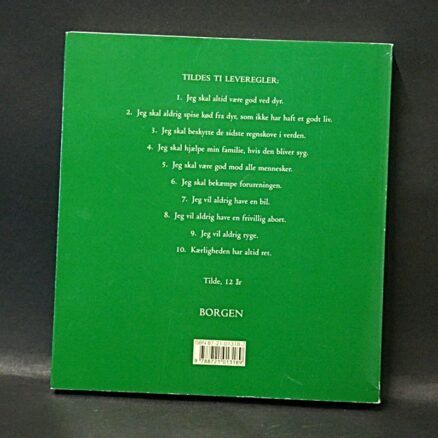 TILDES TI LEVEREGLER:
1. Jeg skal altid være god ved dyr.
2. Jeg skal aldrig spise kød fra dyr, som ikke har haft et godt liv.
3. Jeg skal beskytte de sidste regnskove i verden.
4. Jeg skal hjælpe min familie, hvis den bliver syg.
5. Jeg skal være god mod alle mennesker.
6. Jeg skal bekæmpe forureningen.
7. Jeg vil aldrig have en bil.
8. Jeg vil aldrig have en frivillig abort.
9. Jeg vil aldrig ryge.
10. Kærligheden har altid ret.
Tilde, 12 år
BORGEN
9 788721 013189